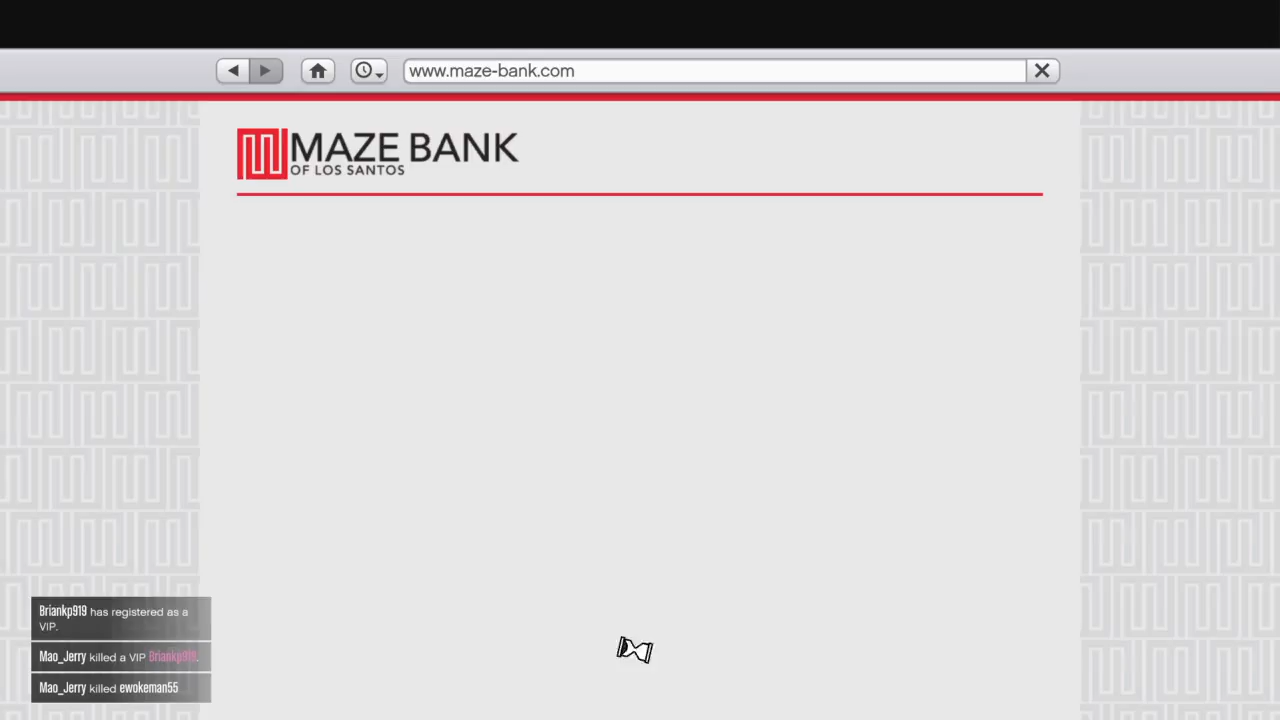 www.maze-bank.com
MAZE BANK
OF LOS SANTOS
Briankp919 has registered as a
VIP.
Mao_Jerry killed a VIP Briankp919.
Mao_Jerry killed ewokeman55